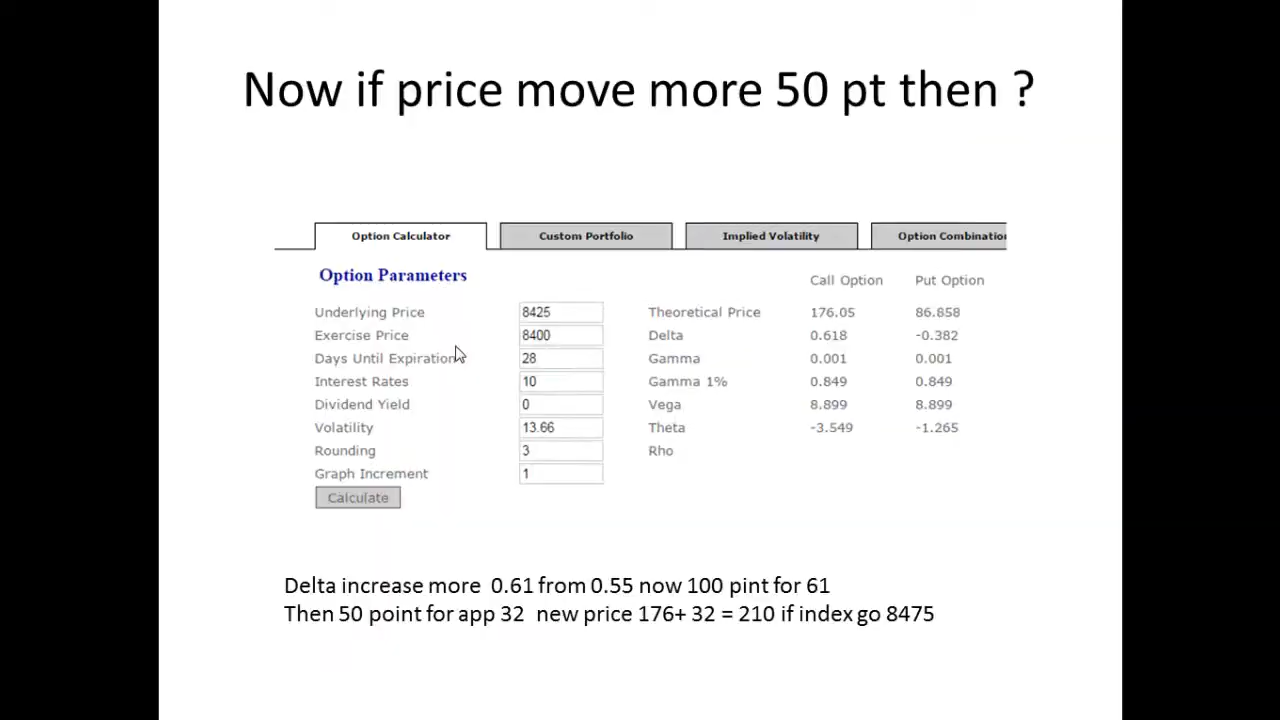 Now if price move more 50 pt then ?
Option Calculator Custom Portfolio Implied Volatility Option Combinatior
Option Parameters Call Option Put Option
Underlying Price 8425 Theoretical Price 176.05 86.858
Exercise Price 8400 Delta 0.618 -0.382
Days Until Expiration 28 Gamma 0.001 0.001
Interest Rates 10 Gamma 1% 0.849 0.849
Dividend Yield 0 Vega 8.899 8.899
Volatility 13.66 Theta -3.549 -1.265
Rounding 3 Rho
Graph Increment 1
Calculate
Delta increase more 0.61 from 0.55 now 100 pint for 61
Then 50 point for app 32 new price 176+ 32 = 210 if index go 8475